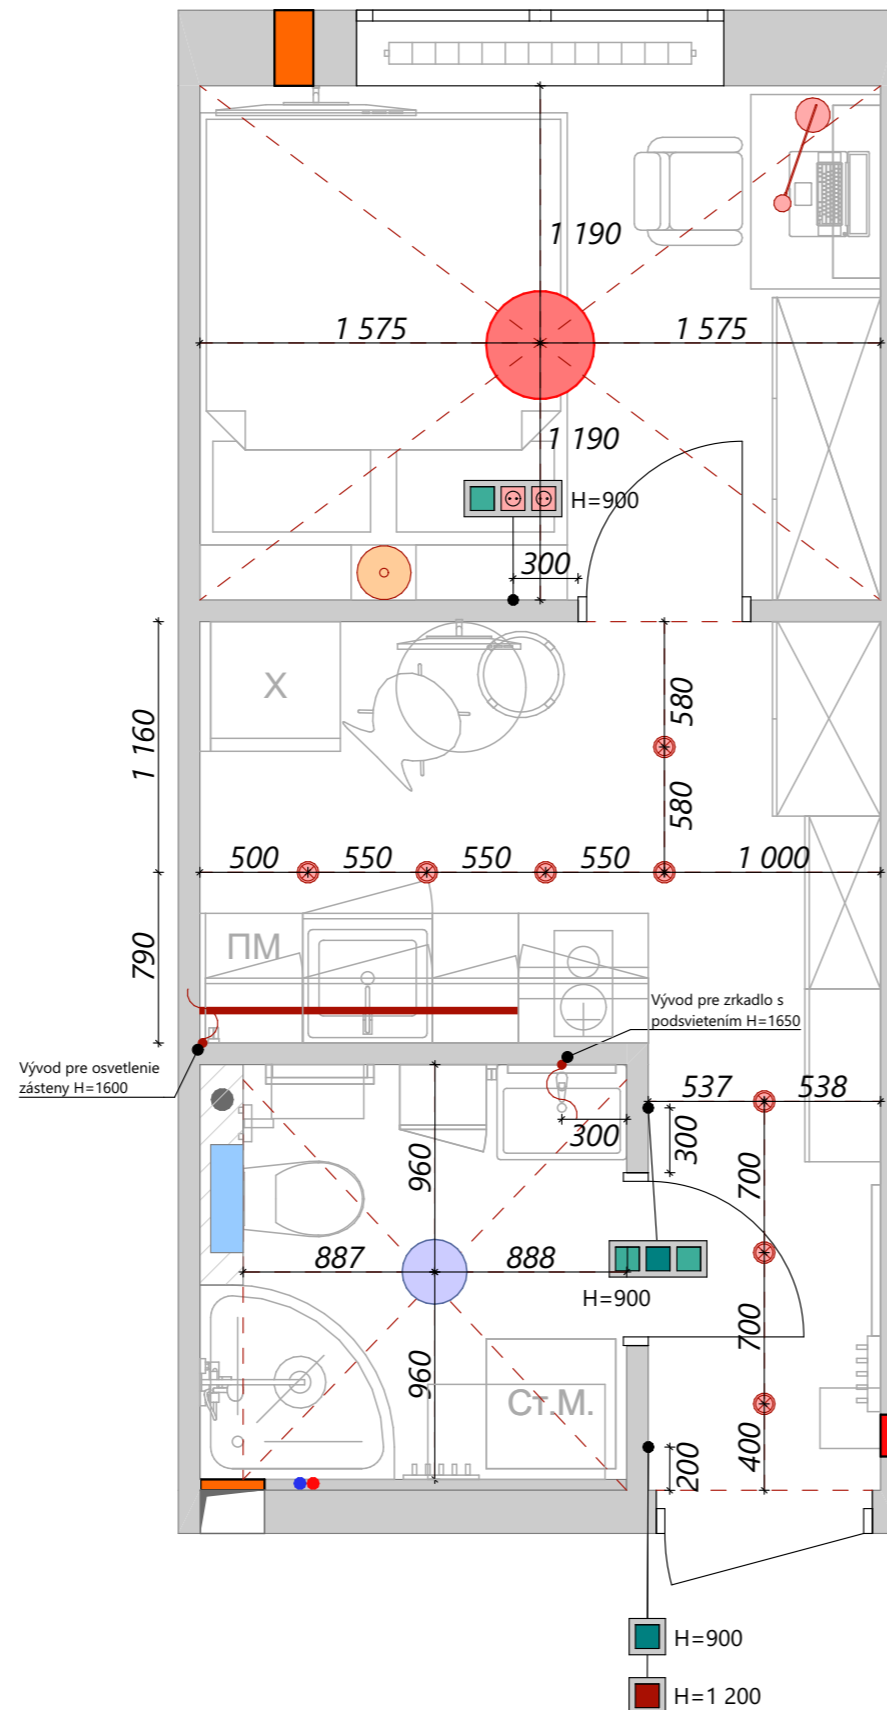 1 190
1 575
1 575
1 190
H=900
300
X
580
1 160
580
500
550
550
550
1 000
790
ПМ
Vývod pre zrkadlo s
podsvietením H=1650
Vývod pre osvetlenie
zásteny H=1600
537
538
300
300
960
700
887
888
H=900
700
960
Ст.М.
400
200
H=900
H=1 200